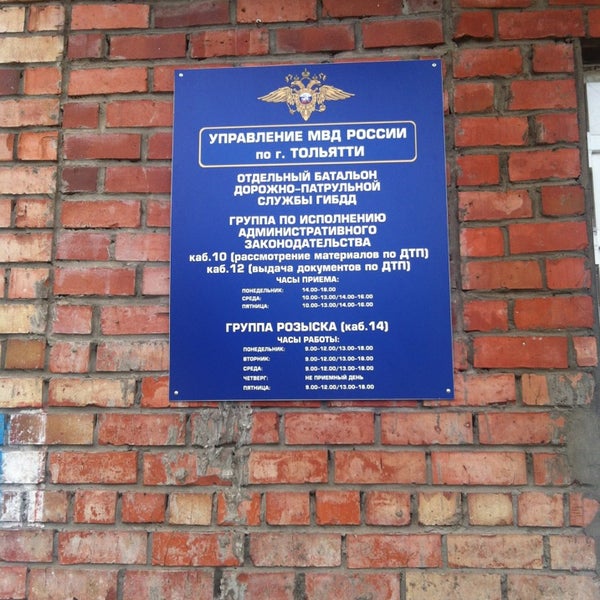 УПРАВЛЕНИЕ МВД РОССИИ
по г. ТОЛЬЯТТИ
ОТДЕЛЬНЫЙ БАТАЛЬОН
ДОРОЖНО-ПАТРУЛЬНОЙ
СЛУЖБЫ ГИБДД
ГРУППА ПО ИСПОЛНЕНИЮ
АДМИНИСТРАТИВНОГО
ЗАКОНОДАТЕЛЬСТВА
каб.10 (рассмотрение материалов по ДТП)
каб.12 (выдача документов по ДТП)
ЧАСЫ ПРИЕМА:
ПОНЕДЕЛЬНИК: 14.00-18.00
СРЕДА: 10.00-13.00/14.00-16.00
ПЯТНИЦА: 10.00-13.00/14.00-16.00
ГРУППА РОЗЫСКА (каб.14)
ЧАСЫ РАБОТЫ:
ПОНЕДЕЛЬНИК: 9.00-12.00/13.00-18.00
ВТОРНИК: 9.00-12.00/13.00-18.00
СРЕДА: 9.00-12.00/13.00-18.00
ЧЕТВЕРГ: НЕ ПРИЕМНЫЙ ДЕНЬ
ПЯТНИЦА: 9.00-12.00/13.00-18.00